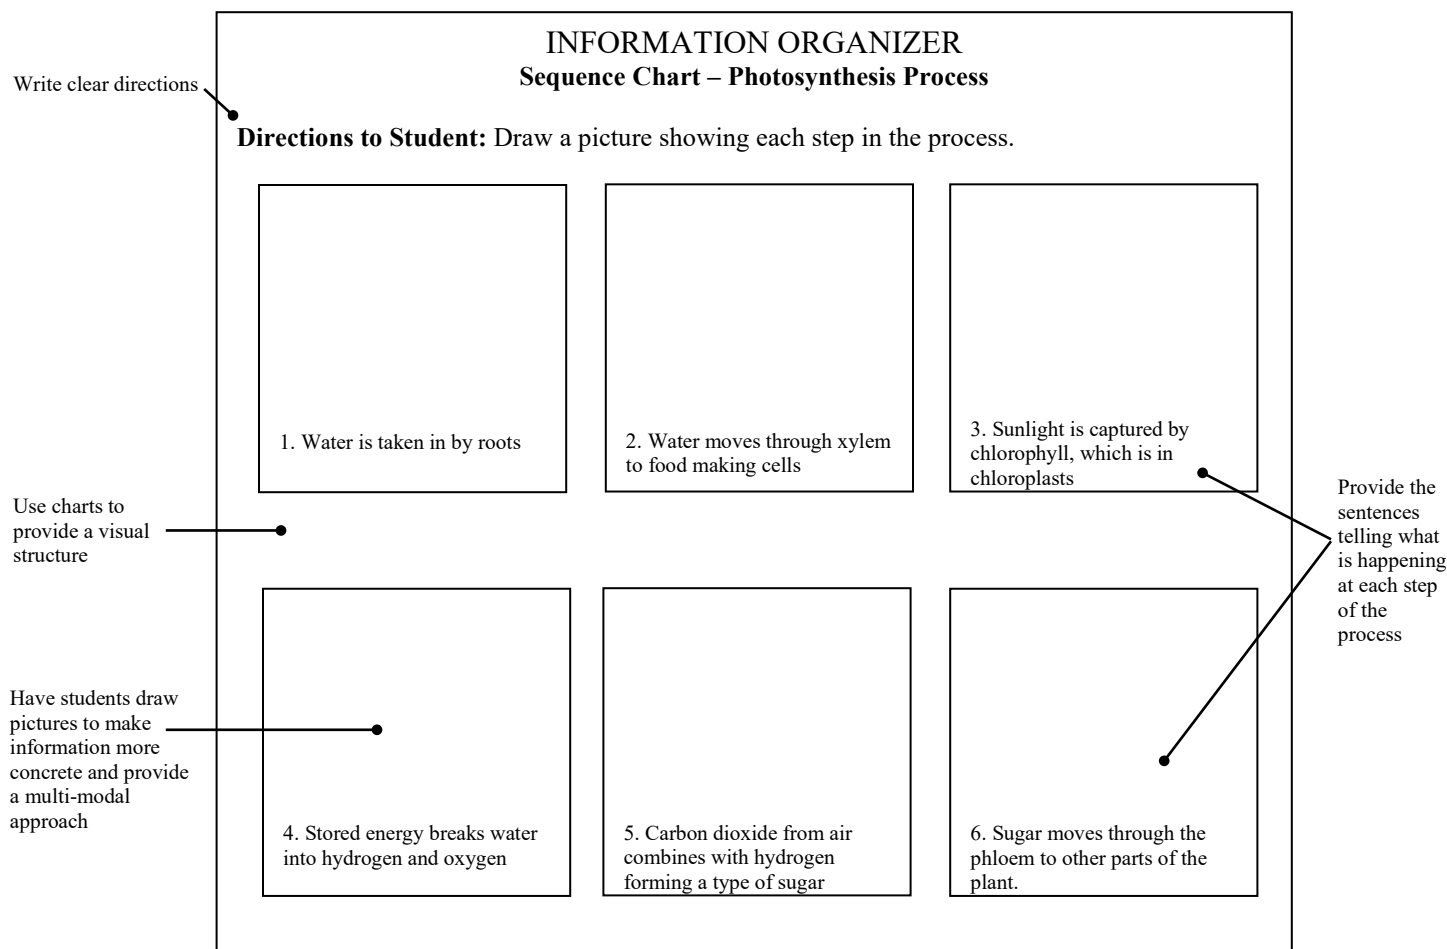 INFORMATION ORGANIZER
Sequence Chart – Photosynthesis Process
Write clear directions
Directions to Student: Draw a picture showing each step in the process.
1. Water is taken in by roots
2. Water moves through xylem
to food making cells
3. Sunlight is captured by
chlorophyll, which is in
chloroplasts
Use charts to
provide a visual
structure
Provide the
sentences
telling what
is happening
at each step
of the
process
Have students draw
pictures to make
information more
concrete and provide
a multi-modal
approach
4. Stored energy breaks water
into hydrogen and oxygen
5. Carbon dioxide from air
combines with hydrogen
forming a type of sugar
6. Sugar moves through the
phloem to other parts of the
plant.